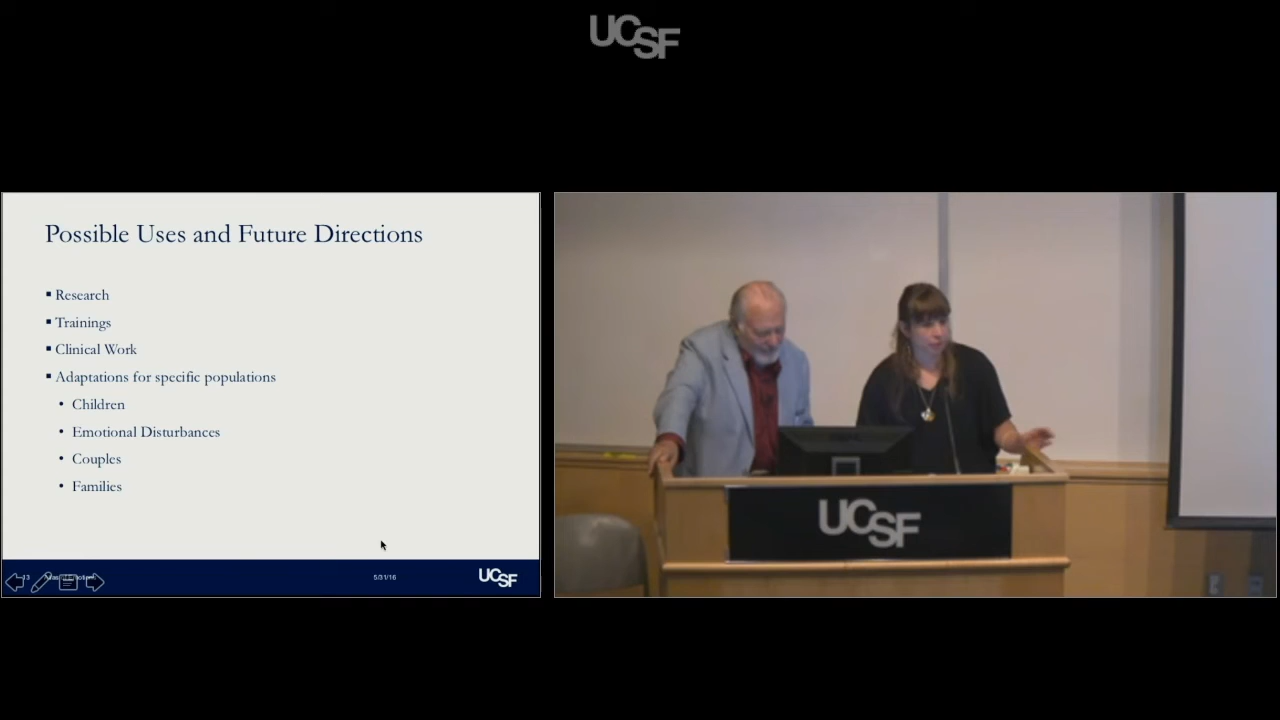 UCSF
Possible Uses and Future Directions
▪ Research
▪ Trainings
▪ Clinical Work
▪ Adaptations for specific populations
• Children
• Emotional Disturbances
• Couples
• Families
5/31/16
UCSF
UCSF